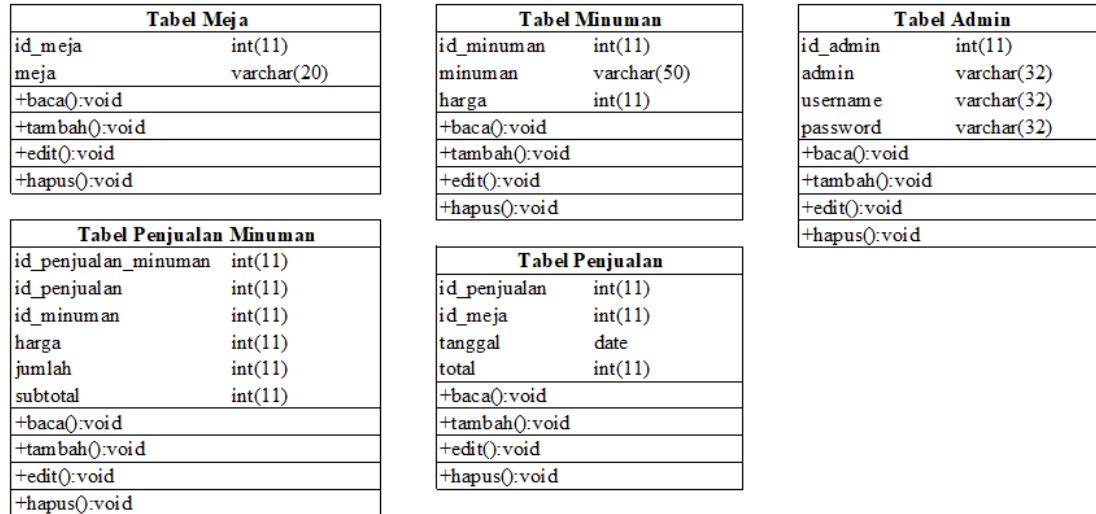 Tabel Meja
id_meja int(11)
meja varchar(20)
+baca():void
+tambah():void
+edit():void
+hapus():void
Tabel Minuman
id_minuman int(11)
minuman varchar(50)
harga int(11)
+baca():void
+tambah():void
+edit():void
+hapus():void
Tabel Admin
id_admin int(11)
admin varchar(32)
username varchar(32)
password varchar(32)
+baca():void
+tambah():void
+edit():void
+hapus():void
Tabel Penjualan Minuman
id_penjualan_minuman int(11)
id_penjualan int(11)
id_minuman int(11)
harga int(11)
jumlah int(11)
subtotal int(11)
+baca():void
+tambah():void
+edit():void
+hapus():void
Tabel Penjualan
id_penjualan int(11)
id_meja int(11)
tanggal date
total int(11)
+baca():void
+tambah():void
+edit():void
+hapus():void